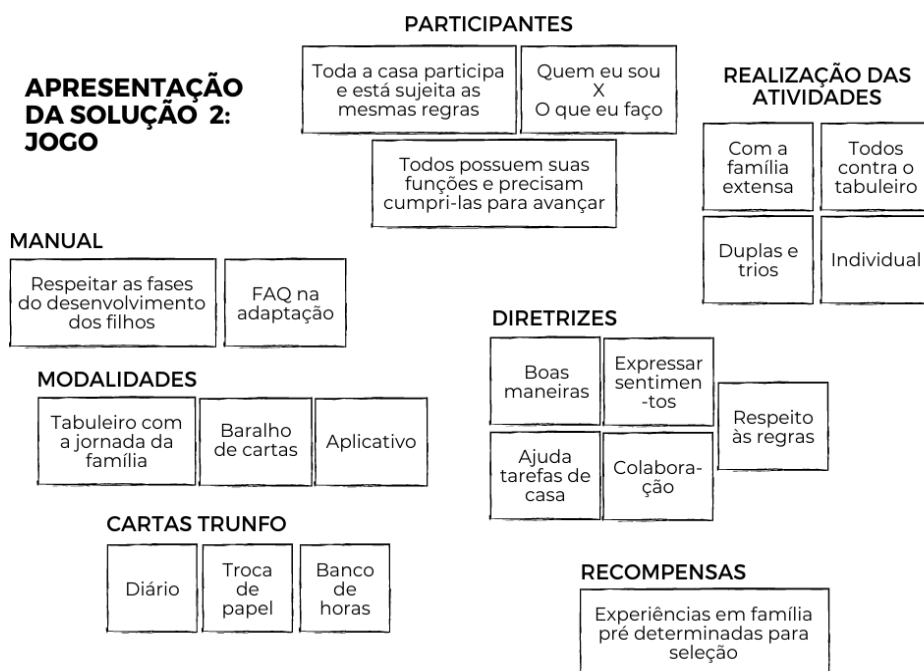 APRESENTAÇÃO
DA SOLUÇÃO 2:
JOGO
PARTICIPANTES
Toda a casa participa
e está sujeita as
mesmas regras
Quem eu sou
X
O que eu faço
Todos possuem suas
funções e precisam
cumpri-las para avançar
REALIZAÇÃO DAS
ATIVIDADES
Com a
família
extensa
Todos
contra o
tabuleiro
Duplas e
trios
Individual
MANUAL
Respeitar as fases
do desenvolvimento
dos filhos
FAQ na
adaptação
DIRETRIZES
Boas
maneiras
Expressar
sentimen
-tos
Ajuda
tarefas de
casa
Colabora-
ção
Respeito
às regras
MODALIDADES
Tabuleiro com
a jornada da
família
Baralho
de cartas
Aplicativo
CARTAS TRUNFO
Diário
Troca
de
papel
Banco
de
horas
RECOMPENSAS
Experiências em família
pré determinadas para
seleção